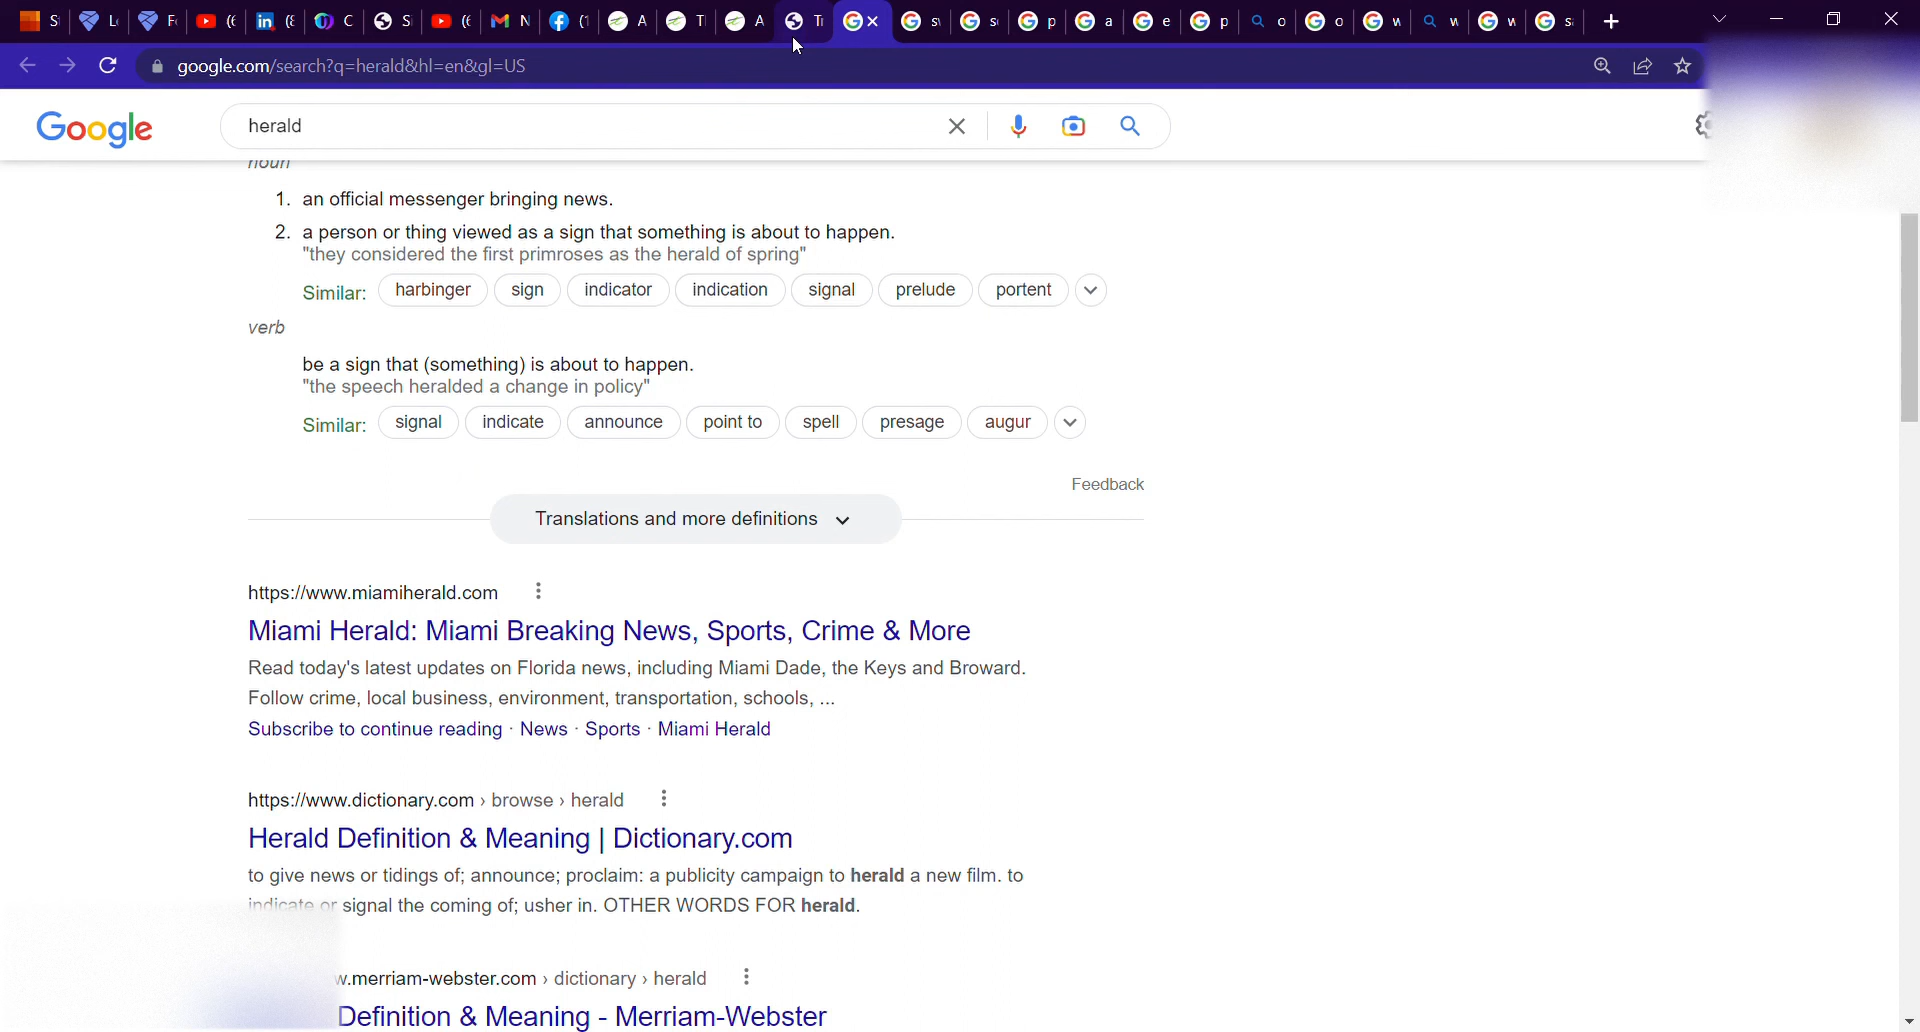 google.com/search?q=herald&hl=en&gl=US
Google
herald
noun
1. an official messenger bringing news.
2. a person or thing viewed as a sign that something is about to happen.
"they considered the first primroses as the herald of spring"
Similar: harbinger sign indicator indication signal prelude portent
verb
be a sign that (something) is about to happen.
"the speech heralded a change in policy"
Similar: signal indicate announce point to spell presage augur
Feedback
Translations and more definitions
https://www.miamiherald.com
Miami Herald: Miami Breaking News, Sports, Crime & More
Read today's latest updates on Florida news, including Miami Dade, the Keys and Broward.
Follow crime, local business, environment, transportation, schools, ...
Subscribe to continue reading · News · Sports · Miami Herald
https://www.dictionary.com › browse › herald
Herald Definition & Meaning | Dictionary.com
to give news or tidings of; announce; proclaim: a publicity campaign to herald a new film. to
indicate or signal the coming of; usher in. OTHER WORDS FOR herald.
w.merriam-webster.com › dictionary › herald
Definition & Meaning - Merriam-Webster